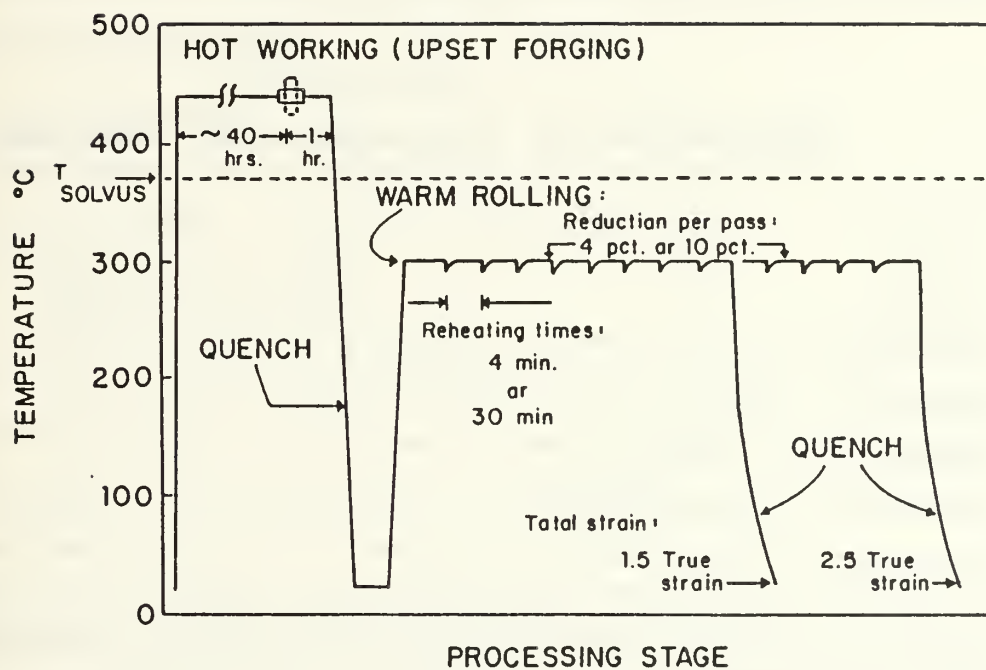 500
400
300
200
100
0
TEMPERATURE °C
T
SOLVUS
HOT WORKING (UPSET FORGING)
~ 40
hrs.
1
hr.
WARM ROLLING:
Reduction per pass:
4 pct. or 10 pct.
Reheating times:
4 min.
or
30 min
QUENCH
QUENCH
Tatal strain:
1.5 True
strain
2.5 True
strain
PROCESSING STAGE